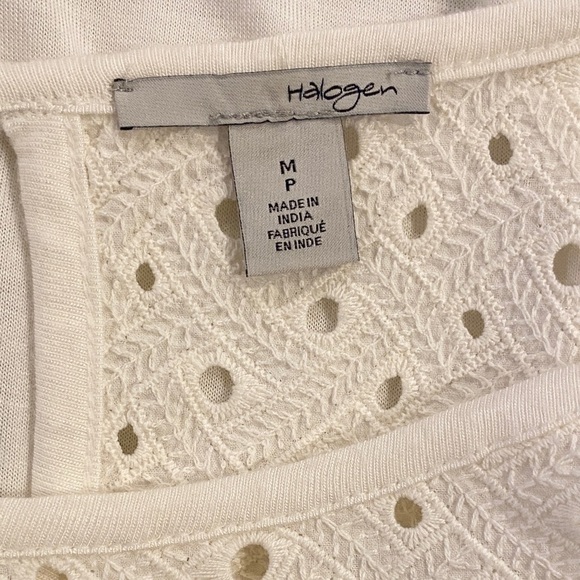 Halogen
M
P
MADE IN
INDIA
FABRIQUÉ
EN INDE